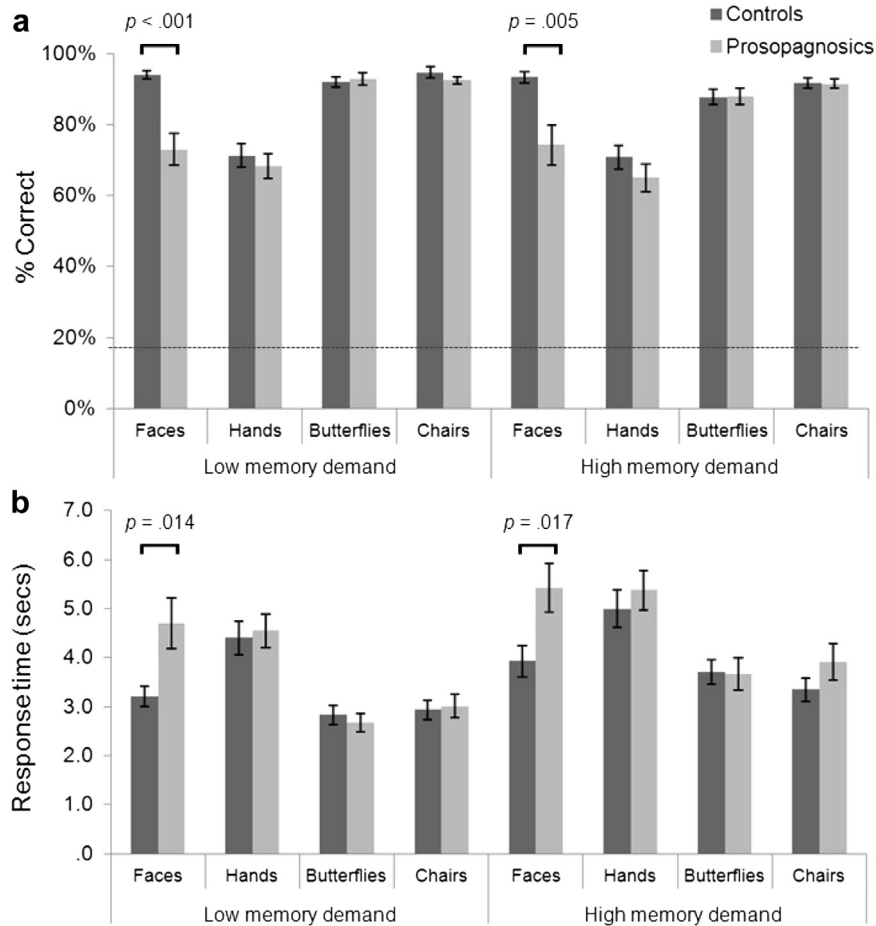 a
p < .001
p = .005
Controls
Prosopagnosics
% Correct
100%
80%
60%
40%
20%
0%
Faces Hands Butterflies Chairs Faces Hands Butterflies Chairs
Low memory demand High memory demand
b
p = .014
p = .017
Response time (secs)
7.0
6.0
5.0
4.0
3.0
2.0
1.0
.0
Faces Hands Butterflies Chairs Faces Hands Butterflies Chairs
Low memory demand High memory demand